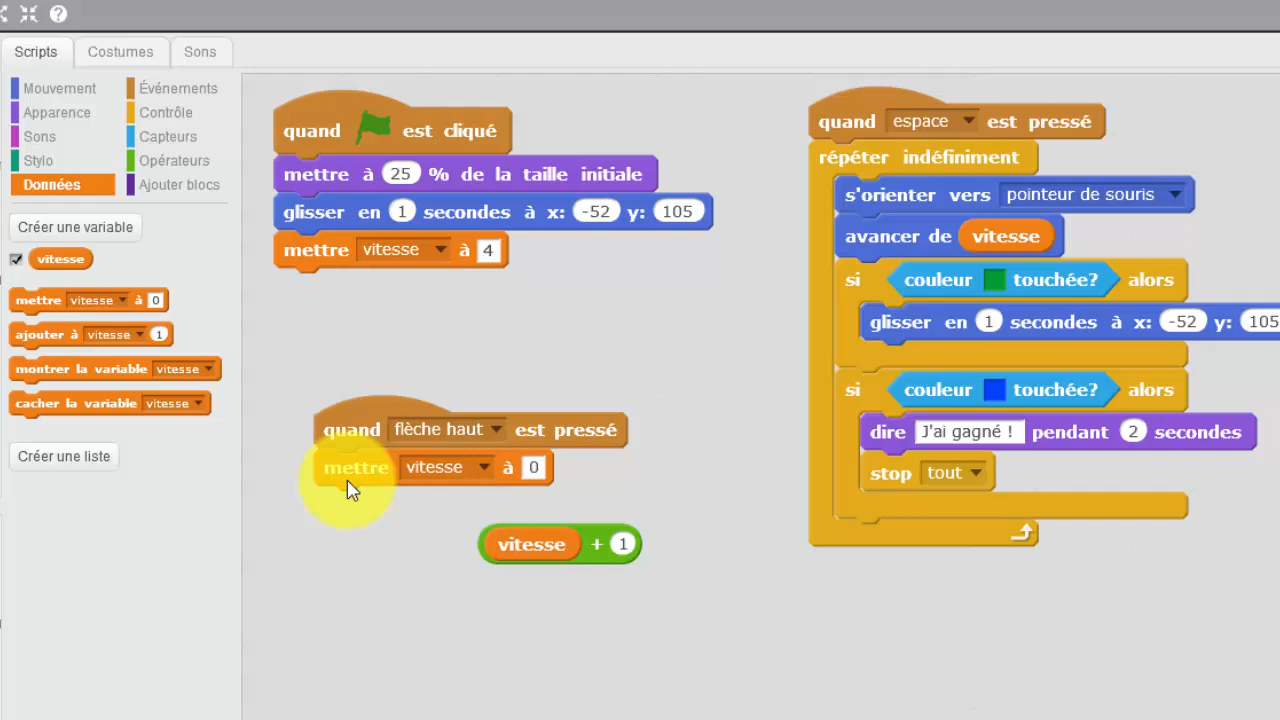 ?
Scripts Costumes Sons
Mouvement
Apparence
Sons
Stylo
Données
Événements
Contrôle
Capteurs
Opérateurs
Ajouter blocs
Créer une variable
vitesse
mettre vitesse à 0
ajouter à vitesse 1
montrer la variable vitesse
cacher la variable vitesse
Créer une liste
quand est cliqué
mettre à 25 % de la taille initiale
glisser en 1 secondes à x: -52 y: 105
mettre vitesse à 4
quand flèche haut est pressé
mettre vitesse à 0
vitesse + 1
quand espace est pressé
répéter indéfiniment
s'orienter vers pointeur de souris
avancer de vitesse
si couleur touchée? alors
glisser en 1 secondes à x: -52 y: 105
si couleur touchée? alors
dire J'ai gagné ! pendant 2 secondes
stop tout